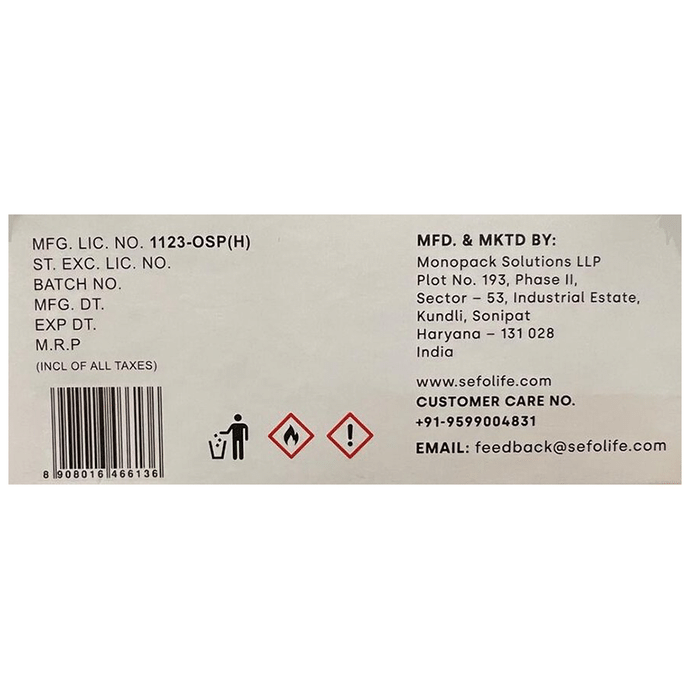 MFG. LIC. NO. 1123-OSP(H)
ST. EXC. LIC. NO.
BATCH NO.
MFG. DT.
EXP DT.
M.R.P
(INCL OF ALL TAXES)
8 908016 466136
MFD. & MKTD BY:
Monopack Solutions LLP
Plot No. 193, Phase II,
Sector – 53, Industrial Estate,
Kundli, Sonipat
Haryana – 131 028
India
www.sefolife.com
CUSTOMER CARE NO.
+91-9599004831
EMAIL: feedback@sefolife.com